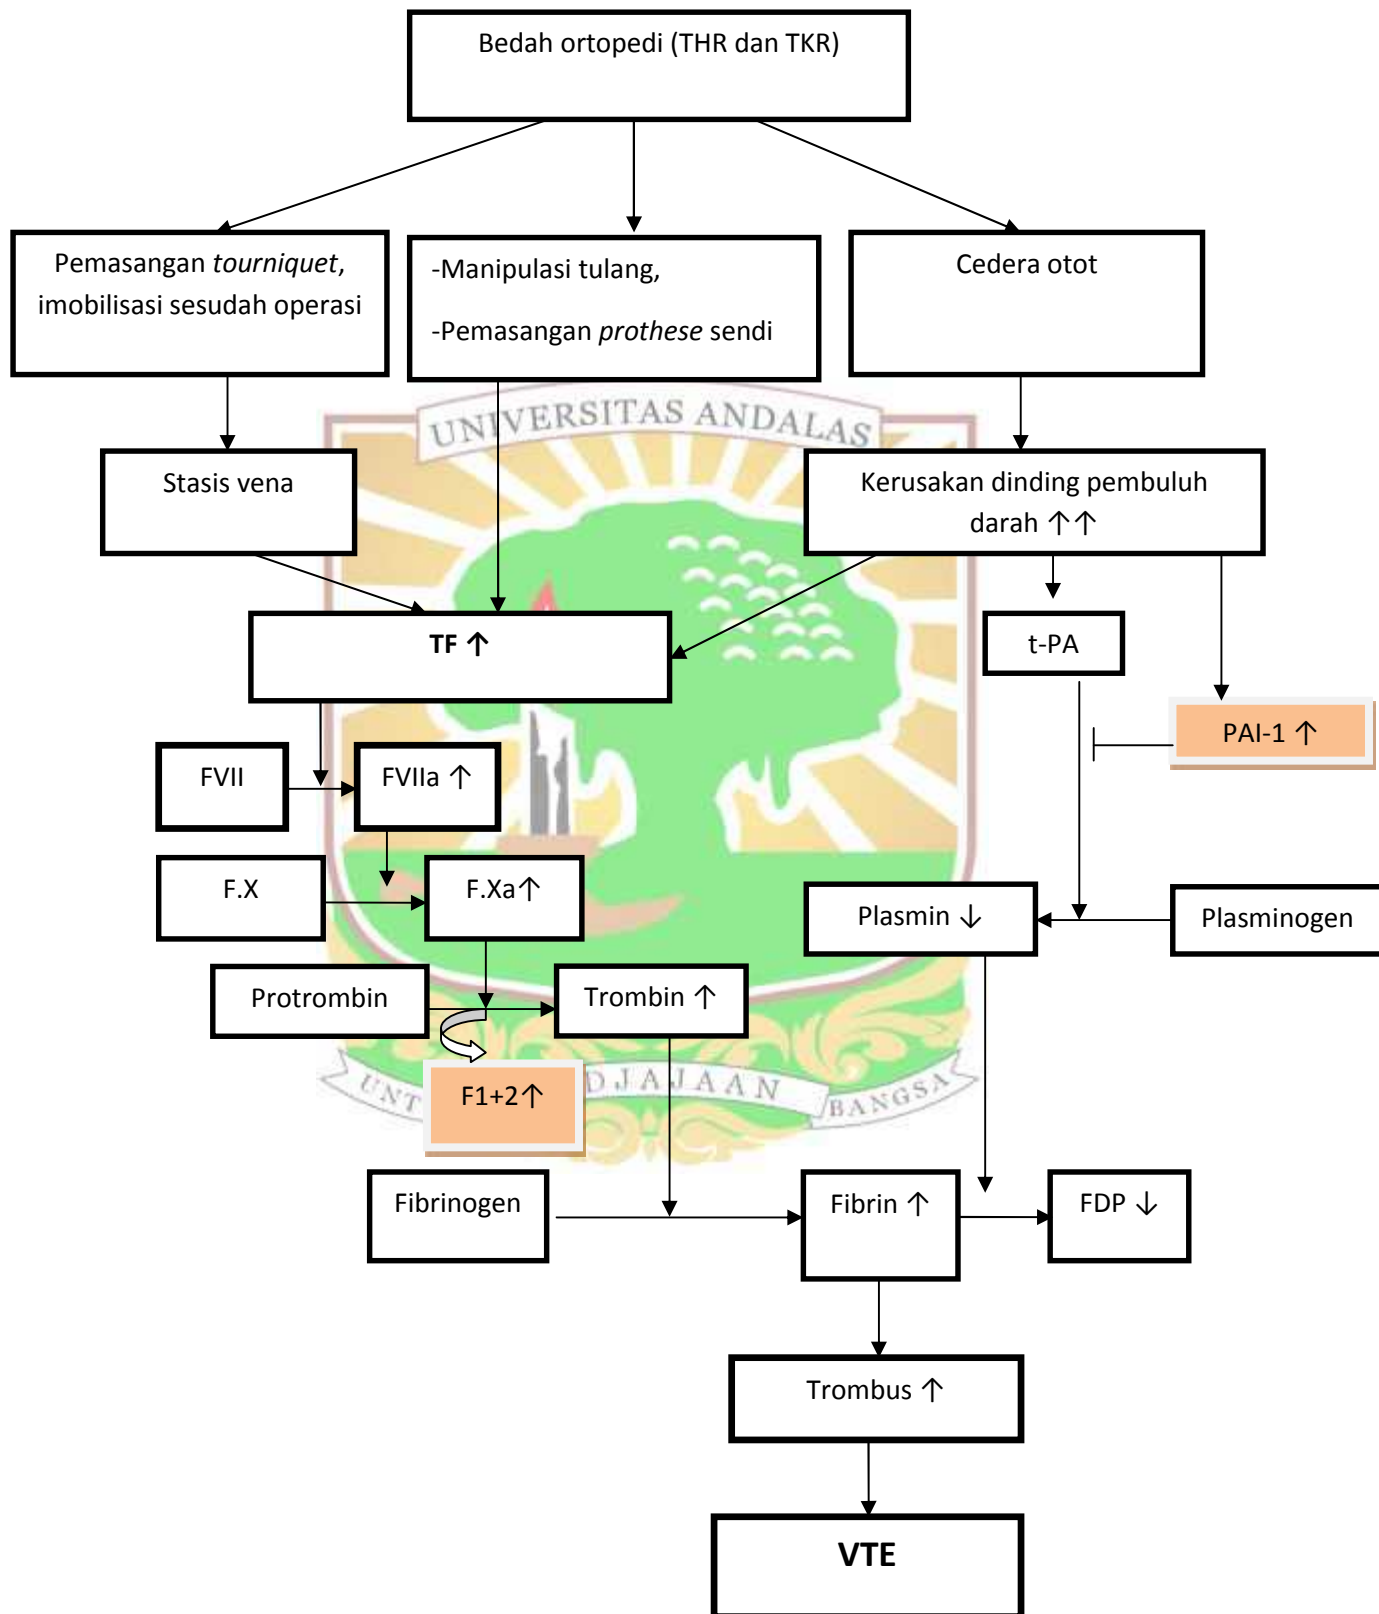 Bedah ortopedi (THR dan TKR)
Pemasangan tourniquet,
imobilisasi sesudah operasi
-Manipulasi tulang,
-Pemasangan prothese sendi
Cedera otot
UNIVERSITAS ANDALAS
Stasis vena
Kerusakan dinding pembuluh
darah ↑↑
TF ↑
t-PA
PAI-1 ↑
FVII
FVIIa ↑
F.X
F.Xa↑
Plasmin ↓
Plasminogen
Protrombin
Trombin ↑
F1+2↑
UNT DJAJAAN BANGSA
Fibrinogen
Fibrin ↑
FDP ↓
Trombus ↑
VTE